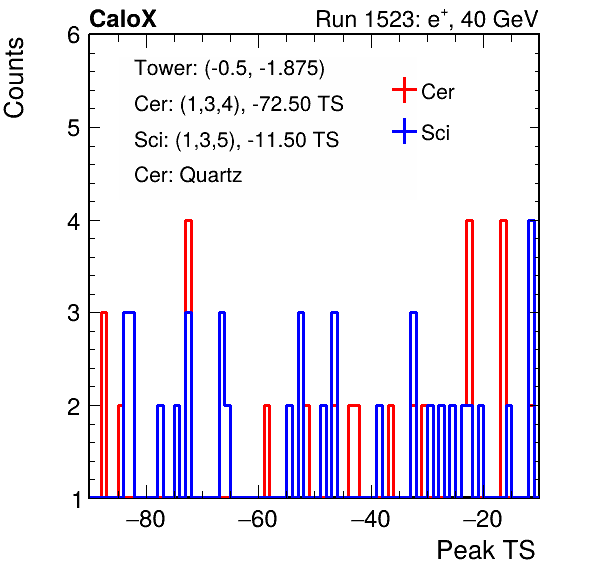 CaloX
Run 1523: e+, 40 GeV
Counts
Tower: (-0.5, -1.875)
Cer: (1,3,4), -72.50 TS
Sci: (1,3,5), -11.50 TS
Cer: Quartz
Cer
Sci
6
5
4
3
2
1
−80
−60
−40
−20
Peak TS